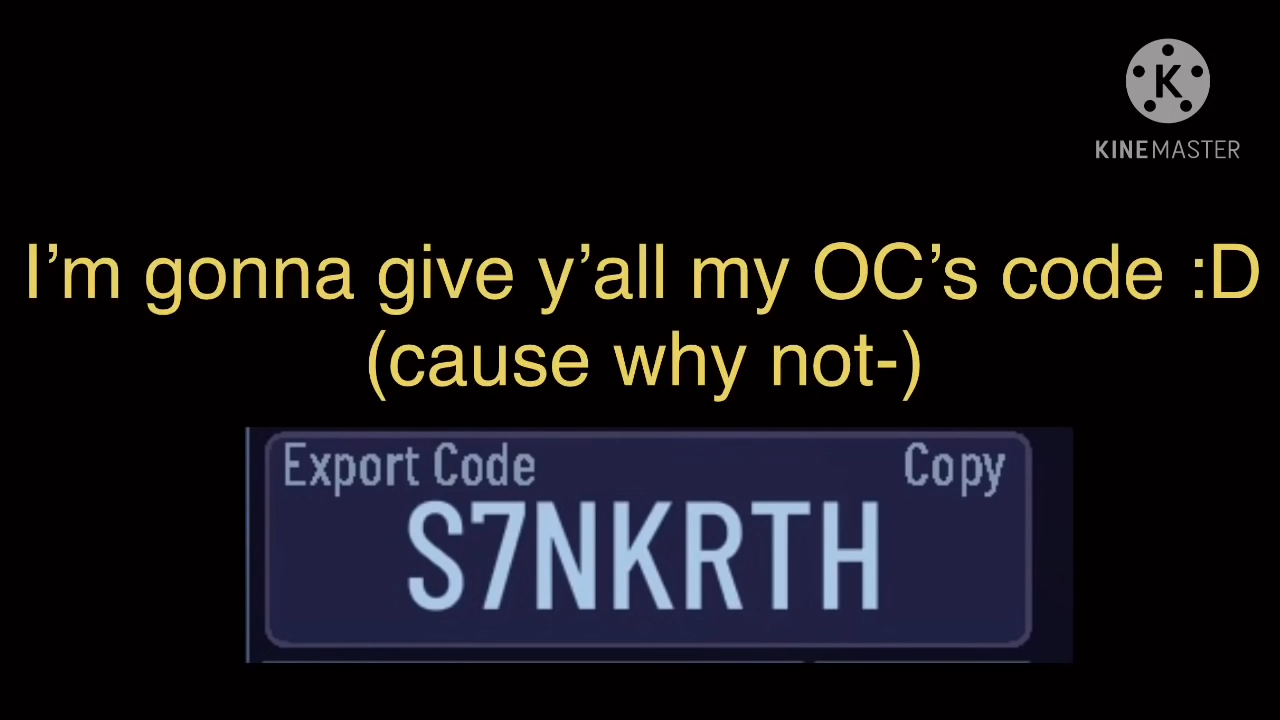 K
KINEMASTER
I’m gonna give y’all my OC’s code :D
(cause why not-)
Export Code Copy
S7NKRTH